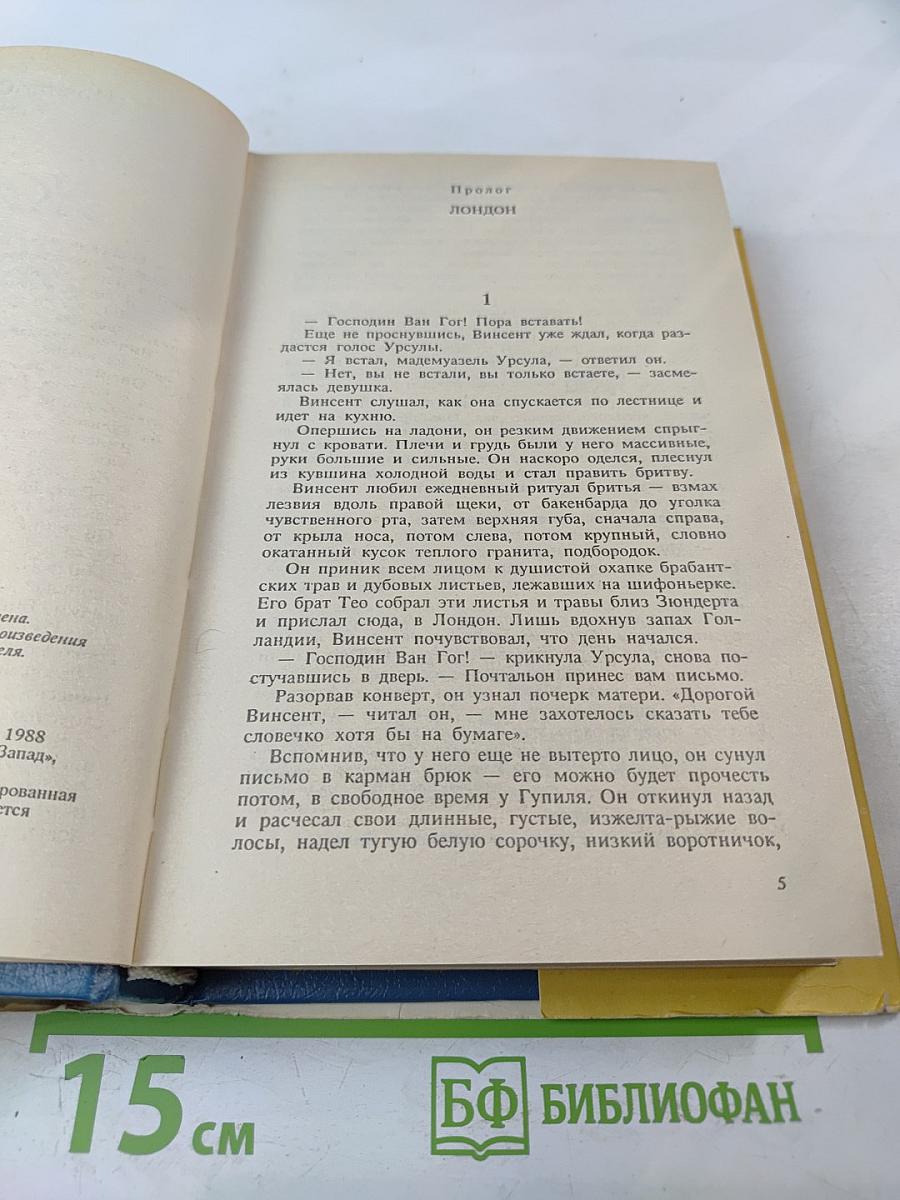 ена.
оизведения
еля.
1988
Запад»,
рованная
ется
Пролог
ЛОНДОН
1
— Господин Ван Гог! Пора вставать!
Еще не проснувшись, Винсент уже ждал, когда раз-
дастся голос Урсулы.
— Я встал, мадемуазель Урсула, — ответил он.
— Нет, вы не встали, вы только встаете, — засме-
ялась девушка.
Винсент слушал, как она спускается по лестнице и
идет на кухню.
Опершись на ладони, он резким движением спрыг-
нул с кровати. Плечи и грудь были у него массивные,
руки большие и сильные. Он наскоро оделся, плеснул
из кувшина холодной воды и стал править бритву.
Винсент любил ежедневный ритуал бритья — взмах
лезвия вдоль правой щеки, от бакенбарда до уголка
чувственного рта, затем верхняя губа, сначала справа,
от крыла носа, потом слева, потом крупный, словно
окатанный кусок теплого гранита, подбородок.
Он приник всем лицом к душистой охапке брабант-
ских трав и дубовых листьев, лежавших на шифоньерке.
Его брат Тео собрал эти листья и травы близ Зюндерта
и прислал сюда, в Лондон. Лишь вдохнув запах Гол-
ландии, Винсент почувствовал, что день начался.
— Господин Ван Гог! — крикнула Урсула, снова по-
стучавшись в дверь. — Почтальон принес вам письмо.
Разорвав конверт, он узнал почерк матери. «Дорогой
Винсент, — читал он, — мне захотелось сказать тебе
словечко хотя бы на бумаге».
Вспомнив, что у него еще не вытерто лицо, он сунул
письмо в карман брюк — его можно будет прочесть
потом, в свободное время у Гупиля. Он откинул назад
и расчесал свои длинные, густые, изжелта-рыжие во-
лосы, надел тугую белую сорочку, низкий воротничок,
5
15 см
БФ БИБЛИОФАН